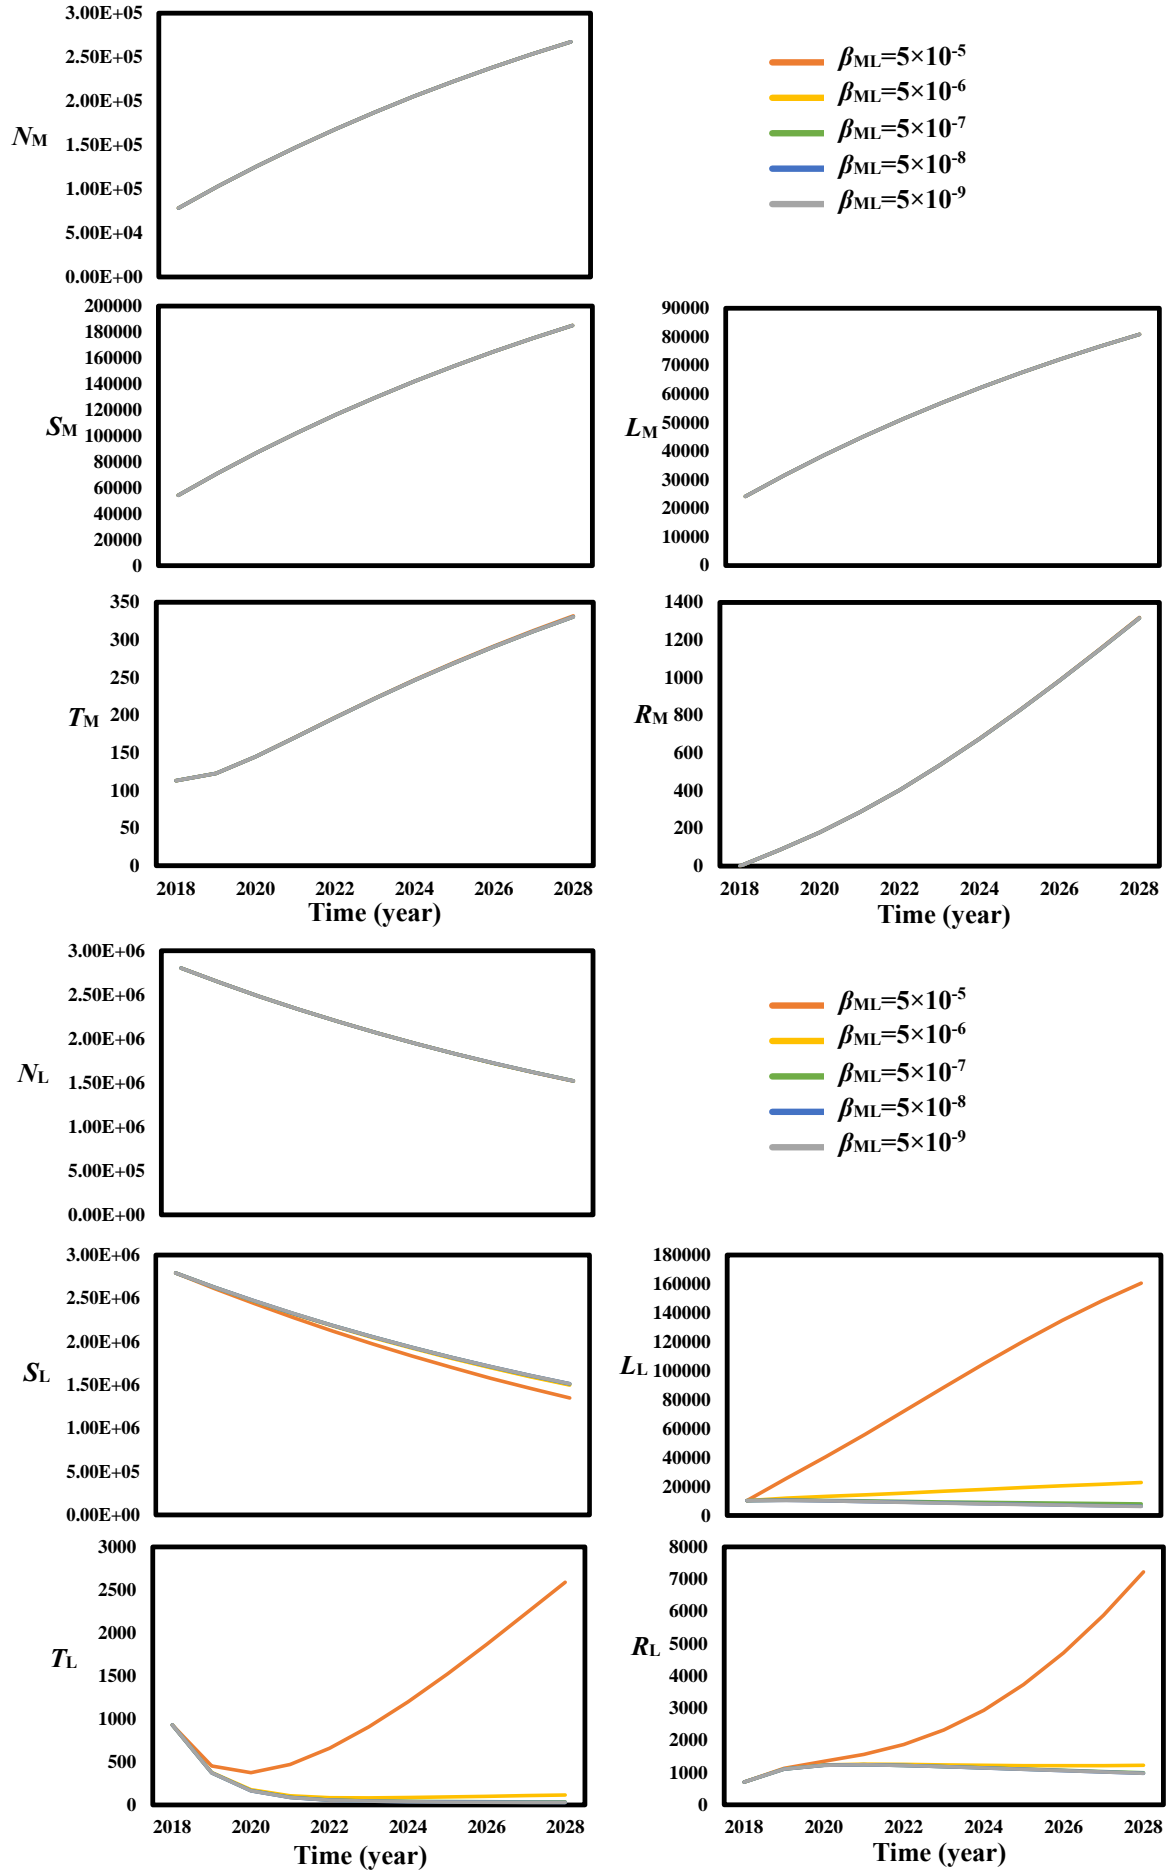 3.00E+05
2.50E+05
2.00E+05
1.50E+05
1.00E+05
5.00E+04
0.00E+00
NM
βML=5×10-5
βML=5×10-6
βML=5×10-7
βML=5×10-8
βML=5×10-9
200000
180000
160000
140000
120000
100000
80000
60000
40000
20000
0
SM
90000
80000
70000
60000
50000
40000
30000
20000
10000
0
LM
350
300
250
200
150
100
50
0
TM
2018 2020 2022 2024 2026 2028
Time (year)
1400
1200
1000
800
600
400
200
0
RM
2018 2020 2022 2024 2026 2028
Time (year)
3.00E+06
2.50E+06
2.00E+06
1.50E+06
1.00E+06
5.00E+05
0.00E+00
NL
βML=5×10-5
βML=5×10-6
βML=5×10-7
βML=5×10-8
βML=5×10-9
3.00E+06
2.50E+06
2.00E+06
1.50E+06
1.00E+06
5.00E+05
0.00E+00
SL
180000
160000
140000
120000
100000
80000
60000
40000
20000
0
LL
3000
2500
2000
1500
1000
500
0
TL
2018 2020 2022 2024 2026 2028
Time (year)
8000
7000
6000
5000
4000
3000
2000
1000
0
RL
2018 2020 2022 2024 2026 2028
Time (year)